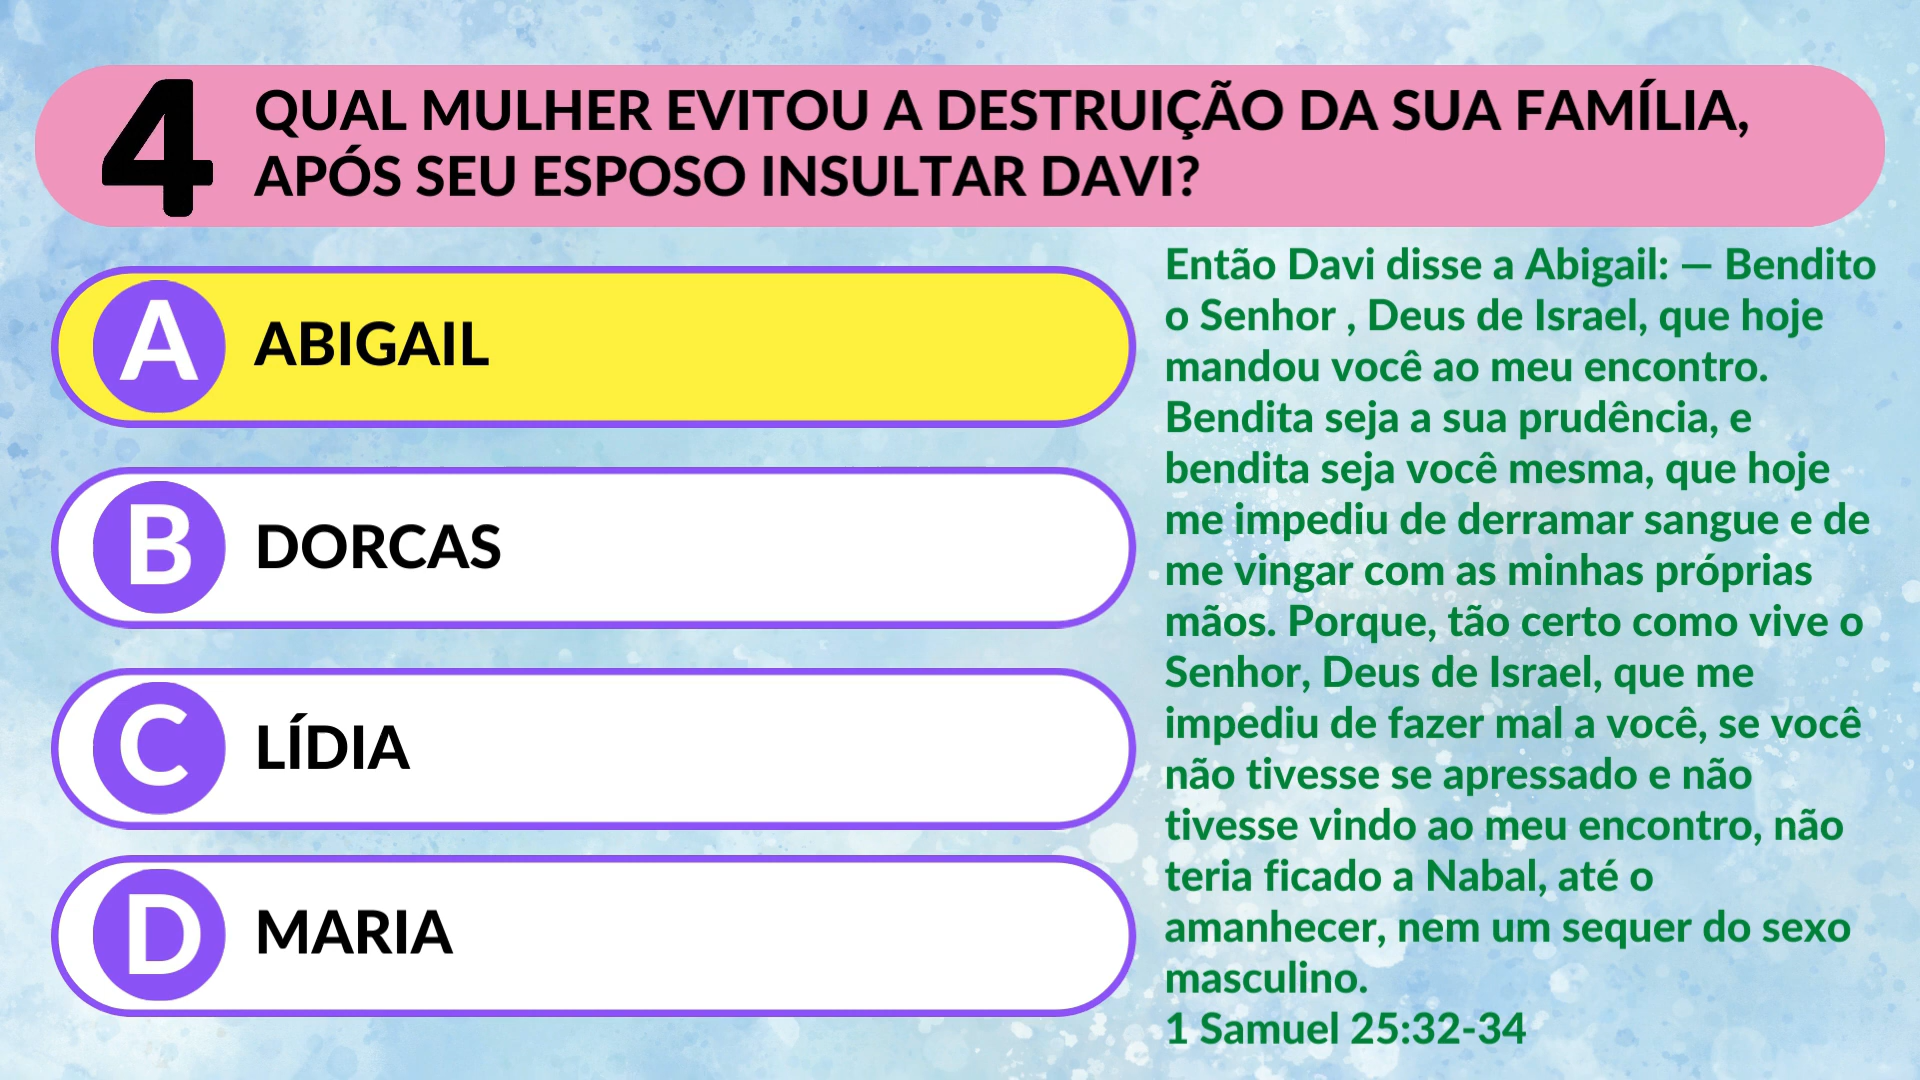 4
QUAL MULHER EVITOU A DESTRUIÇÃO DA SUA FAMÍLIA,
APÓS SEU ESPOSO INSULTAR DAVI?
A ABIGAIL
B DORCAS
C LÍDIA
D MARIA
Então Davi disse a Abigail: — Bendito
o Senhor , Deus de Israel, que hoje
mandou você ao meu encontro.
Bendita seja a sua prudência, e
bendita seja você mesma, que hoje
me impediu de derramar sangue e de
me vingar com as minhas próprias
mãos. Porque, tão certo como vive o
Senhor, Deus de Israel, que me
impediu de fazer mal a você, se você
não tivesse se apressado e não
tivesse vindo ao meu encontro, não
teria ficado a Nabal, até o
amanhecer, nem um sequer do sexo
masculino.
1 Samuel 25:32-34